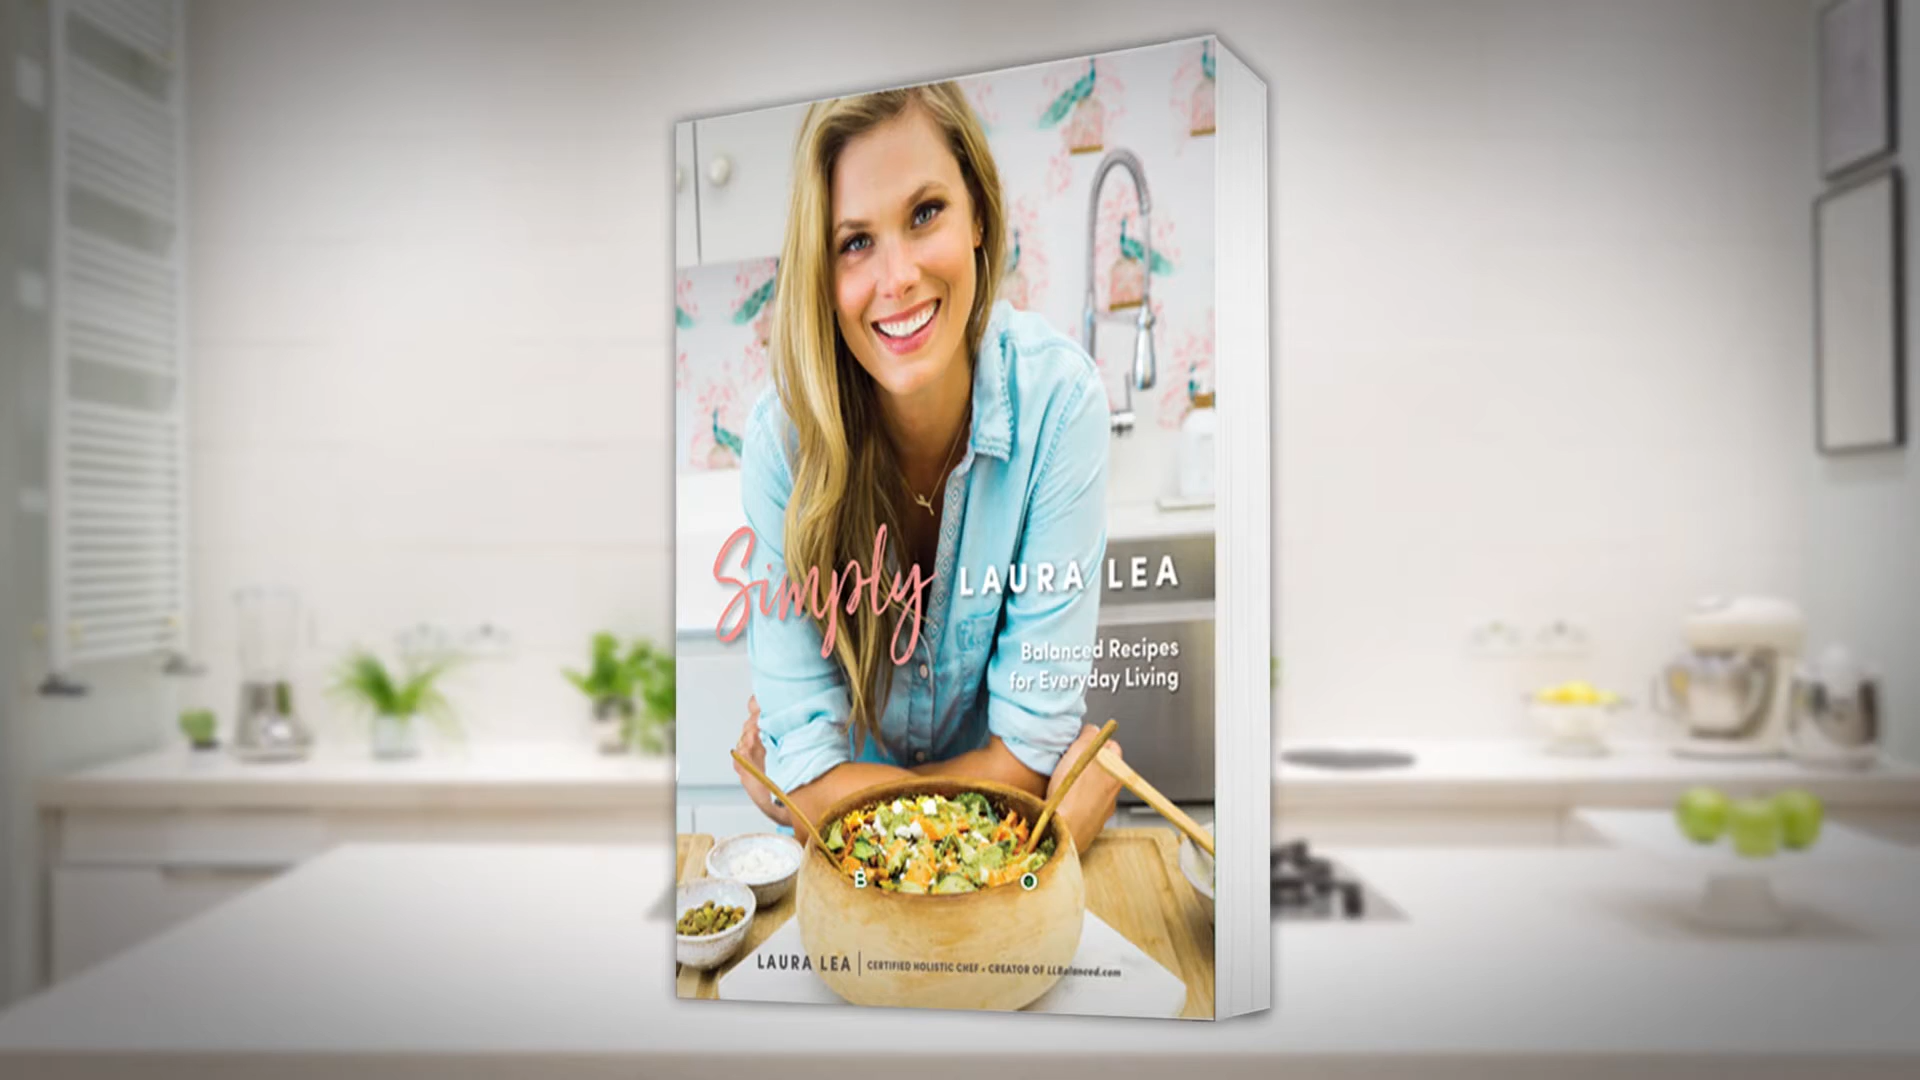 Simply LAURA LEA
Balanced Recipes
for Everyday Living
B O
LAURA LEA | CERTIFIED HOLISTIC CHEF • CREATOR OF LLBalanced.com